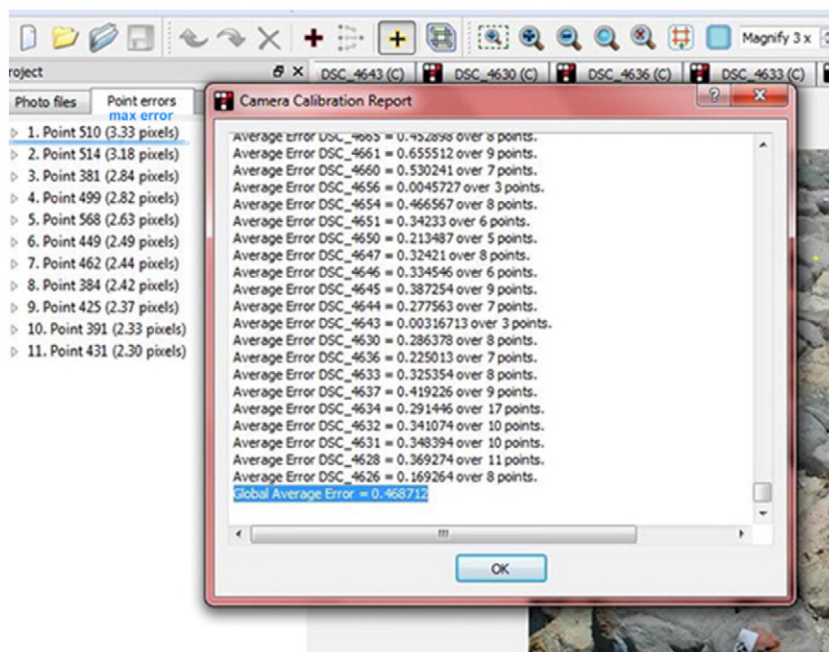 Magnify 3 x
roject
DSC_4643 (C)
DSC_4630 (C)
DSC_4636 (C)
DSC_4633 (C)
Photo files
Point errors
max error
1. Point 510 (3.33 pixels)
2. Point 514 (3.18 pixels)
3. Point 381 (2.84 pixels)
4. Point 499 (2.82 pixels)
5. Point 568 (2.63 pixels)
6. Point 449 (2.49 pixels)
7. Point 462 (2.44 pixels)
8. Point 384 (2.42 pixels)
9. Point 425 (2.37 pixels)
10. Point 391 (2.33 pixels)
11. Point 431 (2.30 pixels)
Camera Calibration Report
Average Error DSC_4665 = 0.452898 over 8 points.
Average Error DSC_4661 = 0.655512 over 9 points.
Average Error DSC_4660 = 0.530241 over 7 points.
Average Error DSC_4656 = 0.0045727 over 3 points.
Average Error DSC_4654 = 0.466567 over 8 points.
Average Error DSC_4651 = 0.34233 over 6 points.
Average Error DSC_4650 = 0.213487 over 5 points.
Average Error DSC_4647 = 0.32421 over 8 points.
Average Error DSC_4646 = 0.334546 over 6 points.
Average Error DSC_4645 = 0.387254 over 9 points.
Average Error DSC_4644 = 0.277563 over 7 points.
Average Error DSC_4643 = 0.00316713 over 3 points.
Average Error DSC_4630 = 0.286378 over 8 points.
Average Error DSC_4636 = 0.225013 over 7 points.
Average Error DSC_4633 = 0.325354 over 8 points.
Average Error DSC_4637 = 0.419226 over 9 points.
Average Error DSC_4634 = 0.291446 over 17 points.
Average Error DSC_4632 = 0.341074 over 10 points.
Average Error DSC_4631 = 0.348394 over 10 points.
Average Error DSC_4628 = 0.369274 over 11 points.
Average Error DSC_4626 = 0.169264 over 8 points.
Global Average Error = 0.468712
OK